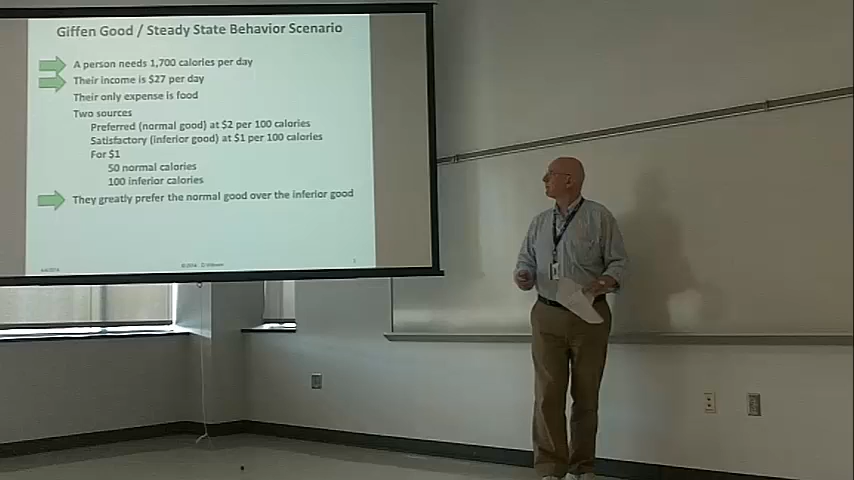 Giffen Good / Steady State Behavior Scenario
A person needs 1,700 calories per day
Their income is $27 per day
Their only expense is food
Two sources
Preferred (normal good) at $2 per 100 calories
Satisfactory (inferior good) at $1 per 100 calories
For $1
50 normal calories
100 inferior calories
They greatly prefer the normal good over the inferior good